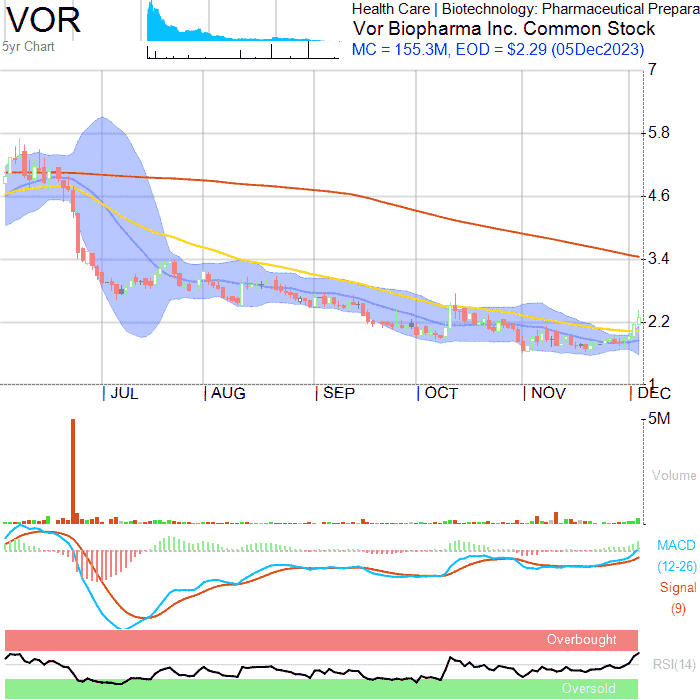 VOR
5yr Chart
Health Care | Biotechnology: Pharmaceutical Prepara
Vor Biopharma Inc. Common Stock
MC = 155.3M, EOD = $2.29 (05Dec2023)
7
5.8
4.6
3.4
2.2
1
JUL AUG SEP OCT NOV DEC
5M
Volume
MACD
(12-26)
Signal
(9)
Overbought
RSI(14)
Oversold